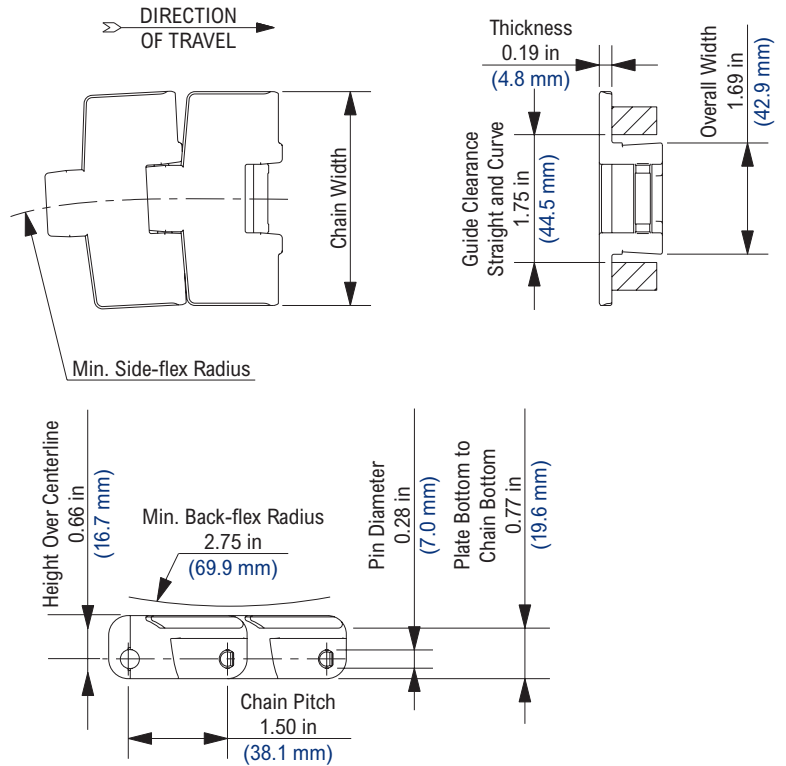 DIRECTION
OF TRAVEL
Thickness
0.19 in
(4.8 mm)
Overall Width
1.69 in
(42.9 mm)
Chain Width
Guide Clearance
Straight and Curve
1.75 in
(44.5 mm)
Min. Side-flex Radius
Height Over Centerline
0.66 in
(16.7 mm)
Min. Back-flex Radius
2.75 in
(69.9 mm)
Pin Diameter
0.28 in
(7.0 mm)
Plate Bottom to
Chain Bottom
0.77 in
(19.6 mm)
Chain Pitch
1.50 in
(38.1 mm)